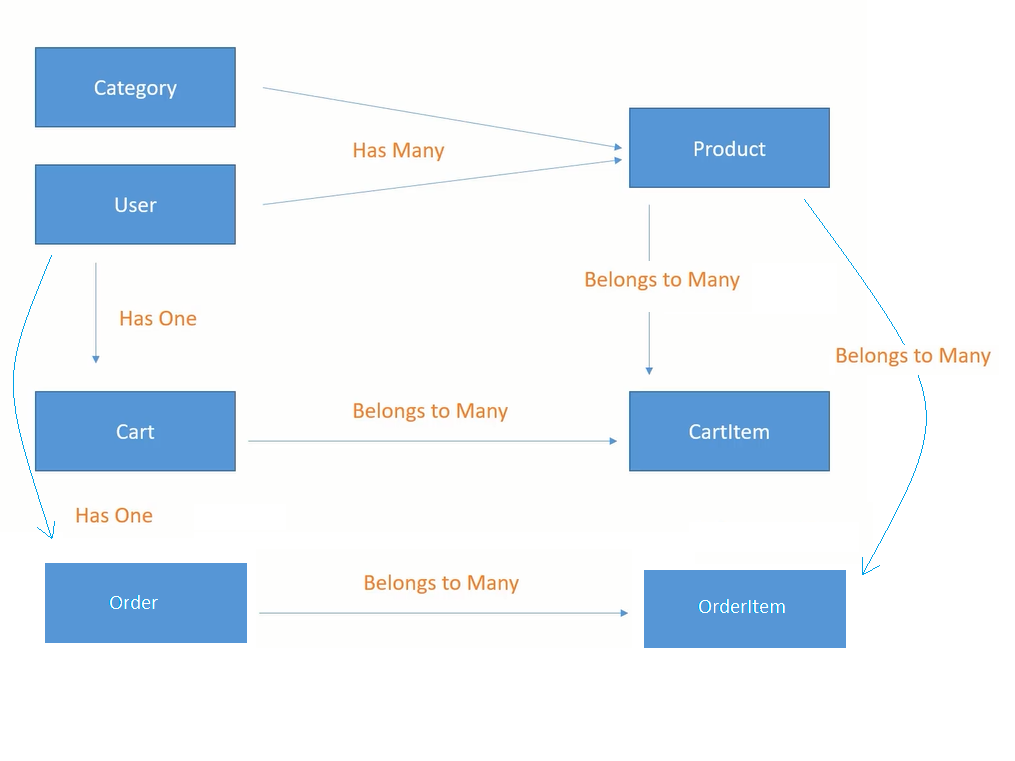 Category
Has Many
Product
User
Belongs to Many
Has One
Belongs to Many
Cart
Belongs to Many
CartItem
Has One
Order
Belongs to Many
OrderItem